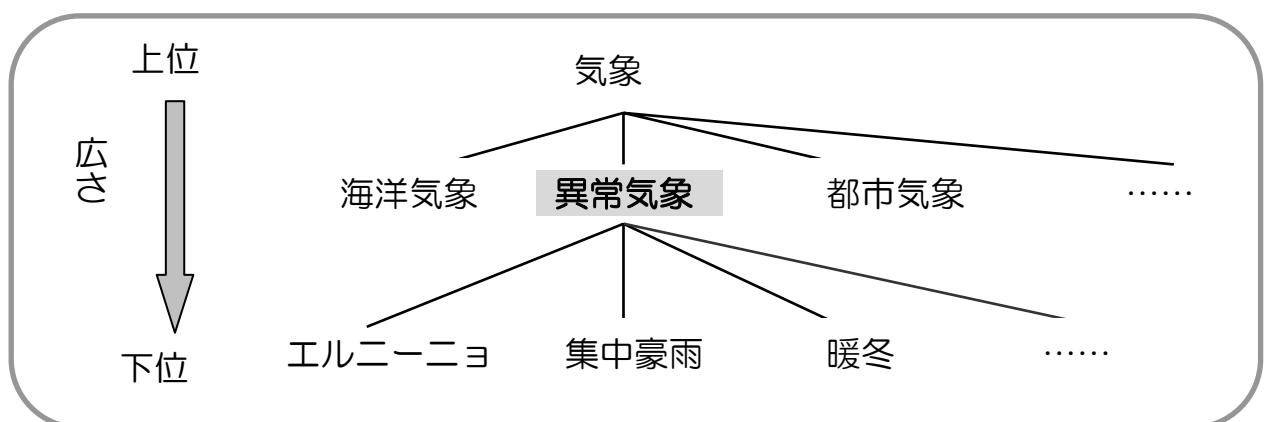 上位
気象
広さ
海洋気象 異常気象 都市気象 ……
エルニーニョ 集中豪雨 暖冬 ……
下位